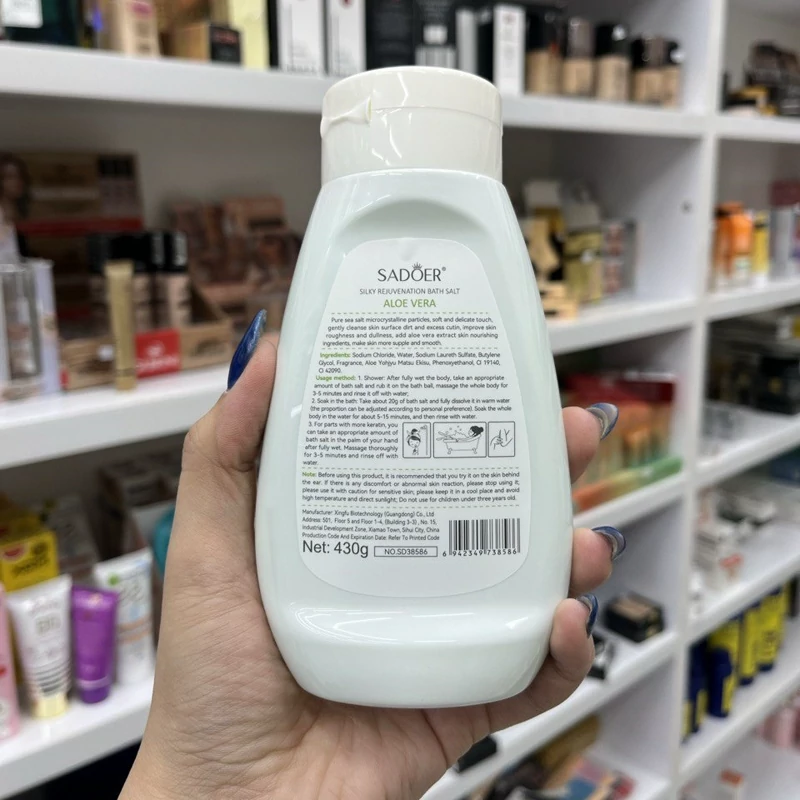 SADOER®
SILKY REJUVENATION BATH SALT
ALOE VERA
Pure sea salt microcrystalline particles, soft and delicate touch,
gently cleanse skin surface dirt and excess cutin, improve skin
roughness and dullness, add aloe vera extract skin nourishing
ingredients, make skin more supple and smooth.
Ingredients: Sodium Chloride, Water, Sodium Laureth Sulfate, Butylene
Glycol, Fragrance, Aloe Yohjyu Matsu Ekisu, Phenoxyethanol, CI 19140,
CI 42090.
Usage method: 1. Shower: After fully wet the body, take an appropriate
amount of bath salt and rub it on the bath ball, massage the whole body for
3-5 minutes and rinse off with water;
2. Soak in the bath: Take about 20g of bath salt and fully dissolve it in warm water
(the proportion can be adjusted according to personal preference). Soak the whole
body in the water for about 5-15 minutes, and then rinse with water.
3. For parts with more keratin, you
can take an appropriate amount of
bath salt in the palm of your hand
after fully wet. Massage thoroughly
for 3-5 minutes and rinse off with
water.
Note: Before using this product, it is recommended that you try it on the skin behind
the ear. If there is any discomfort or abnormal skin reaction, please stop using it;
please use it with caution for sensitive skin; please keep it in a cool place and avoid
high temperature and direct sunlight; Do not use for children under three years old.
Manufacturer: Xingfu Biotechnology (Guangdong) Co., Ltd
Address: 501, Floor 5 and Floor 1-4, (Building 3-3), No. 15,
Industrial Development Zone, Xiamao Town, Sihui City, China
Production Code And Expiration Date: Refer To Printed Code
Net: 430g NO.SD38586
6 942349 738586